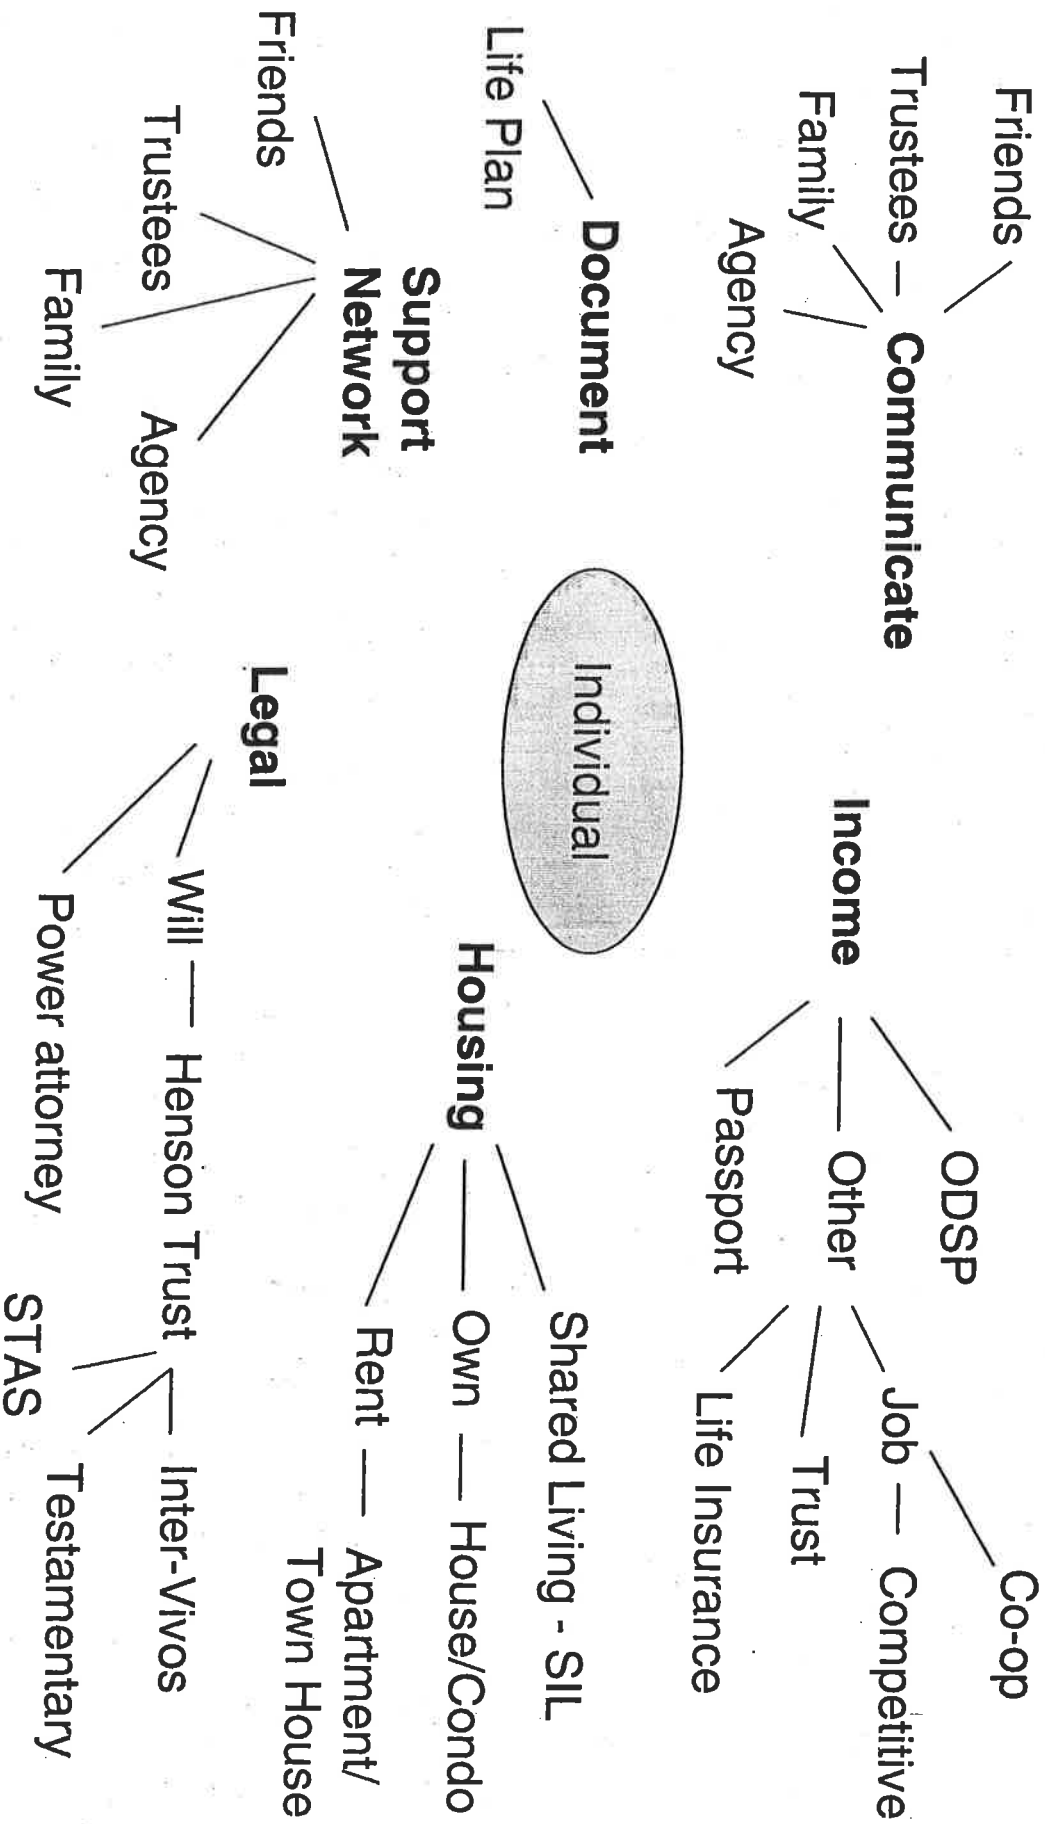 Friends
Trustees
Family
Agency
Communicate
Income
ODSP
Other
Passport
Job
Co-op
Competitive
Trust
Life Insurance
Life Plan
Document
Individual
Support
Network
Friends
Trustees
Family
Agency
Housing
Shared Living - SIL
Own
House/Condo
Rent
Apartment/
Town House
Legal
Will
Henson Trust
Inter-Vivos
Testamentary
STAS
Power attorney